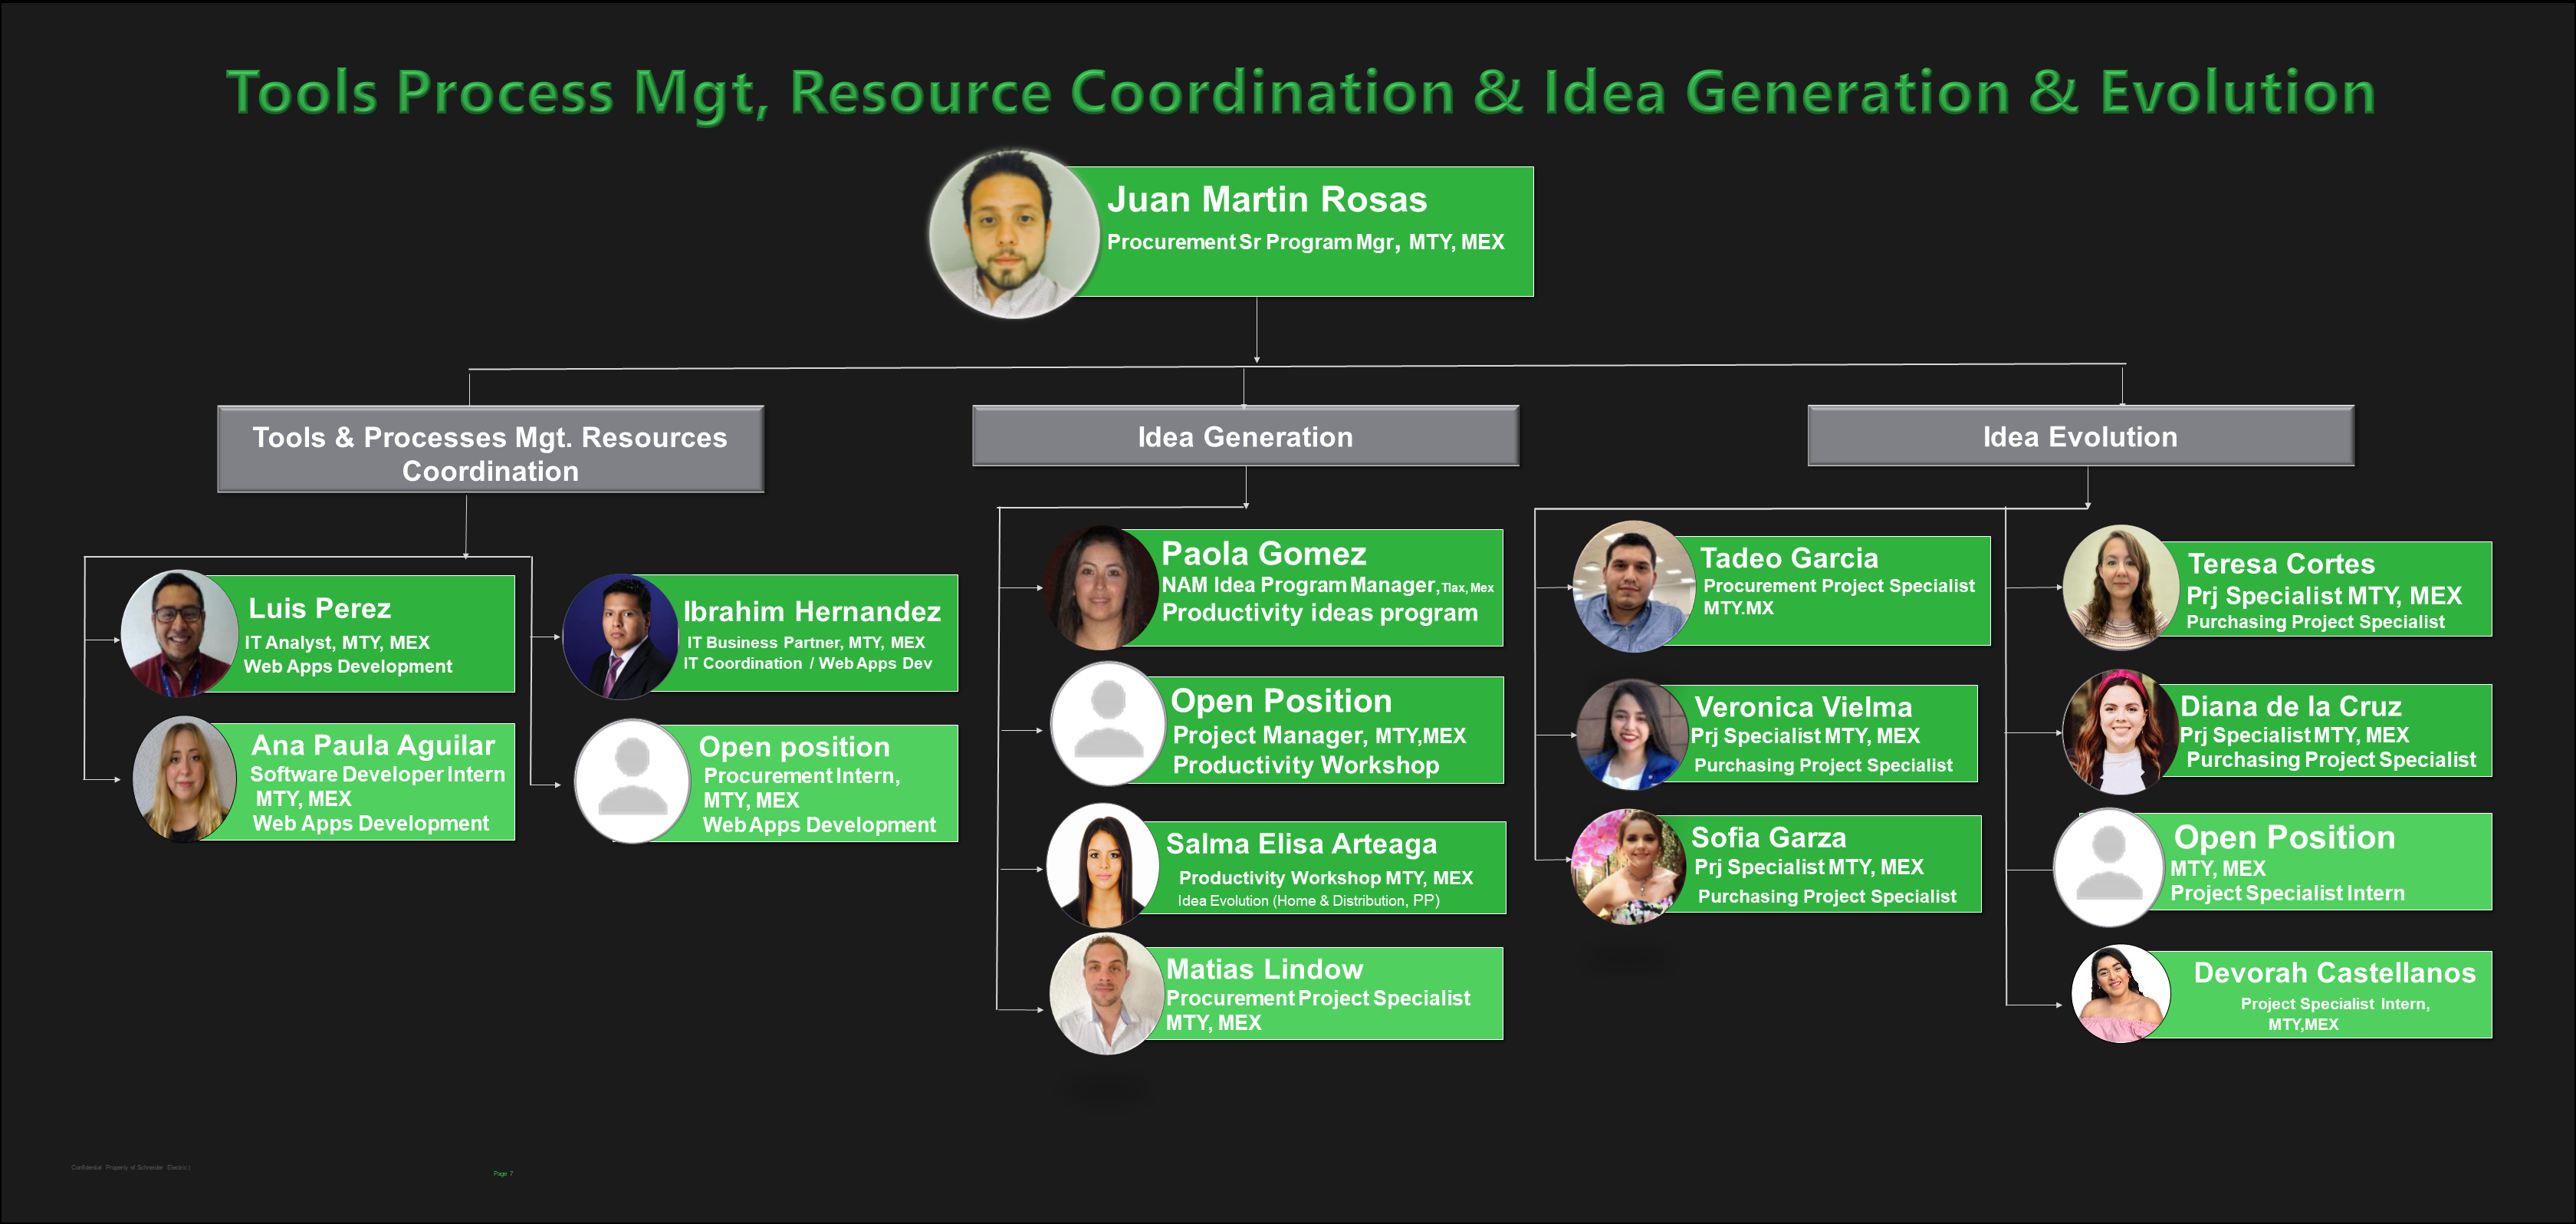 Tools Process Mgt, Resource Coordination & Idea Generation & Evolution
Juan Martin Rosas
Procurement Sr Program Mgr, MTY, MEX
Tools & Processes Mgt. Resources
Coordination
Luis Perez
IT Analyst, MTY, MEX
Web Apps Development
Ana Paula Aguilar
Software Developer Intern
MTY, MEX
Web Apps Development
Ibrahim Hernandez
IT Business Partner, MTY, MEX
IT Coordination / Web Apps Dev
Open position
Procurement Intern,
MTY, MEX
Web Apps Development
Idea Generation
Paola Gomez
NAM Idea Program Manager, Tlax, Mex
Productivity ideas program
Open Position
Project Manager, MTY,MEX
Productivity Workshop
Salma Elisa Arteaga
Productivity Workshop MTY, MEX
Idea Evolution (Home & Distribution, PP)
Matias Lindow
Procurement Project Specialist
MTY, MEX
Idea Evolution
Tadeo Garcia
Procurement Project Specialist
MTY.MX
Veronica Vielma
Prj Specialist MTY, MEX
Purchasing Project Specialist
Sofia Garza
Prj Specialist MTY, MEX
Purchasing Project Specialist
Teresa Cortes
Prj Specialist MTY, MEX
Purchasing Project Specialist
Diana de la Cruz
Prj Specialist MTY, MEX
Purchasing Project Specialist
Open Position
MTY, MEX
Project Specialist Intern
Devorah Castellanos
Project Specialist Intern,
MTY,MEX
Confidential Property of Schneider Electric |
Page 7